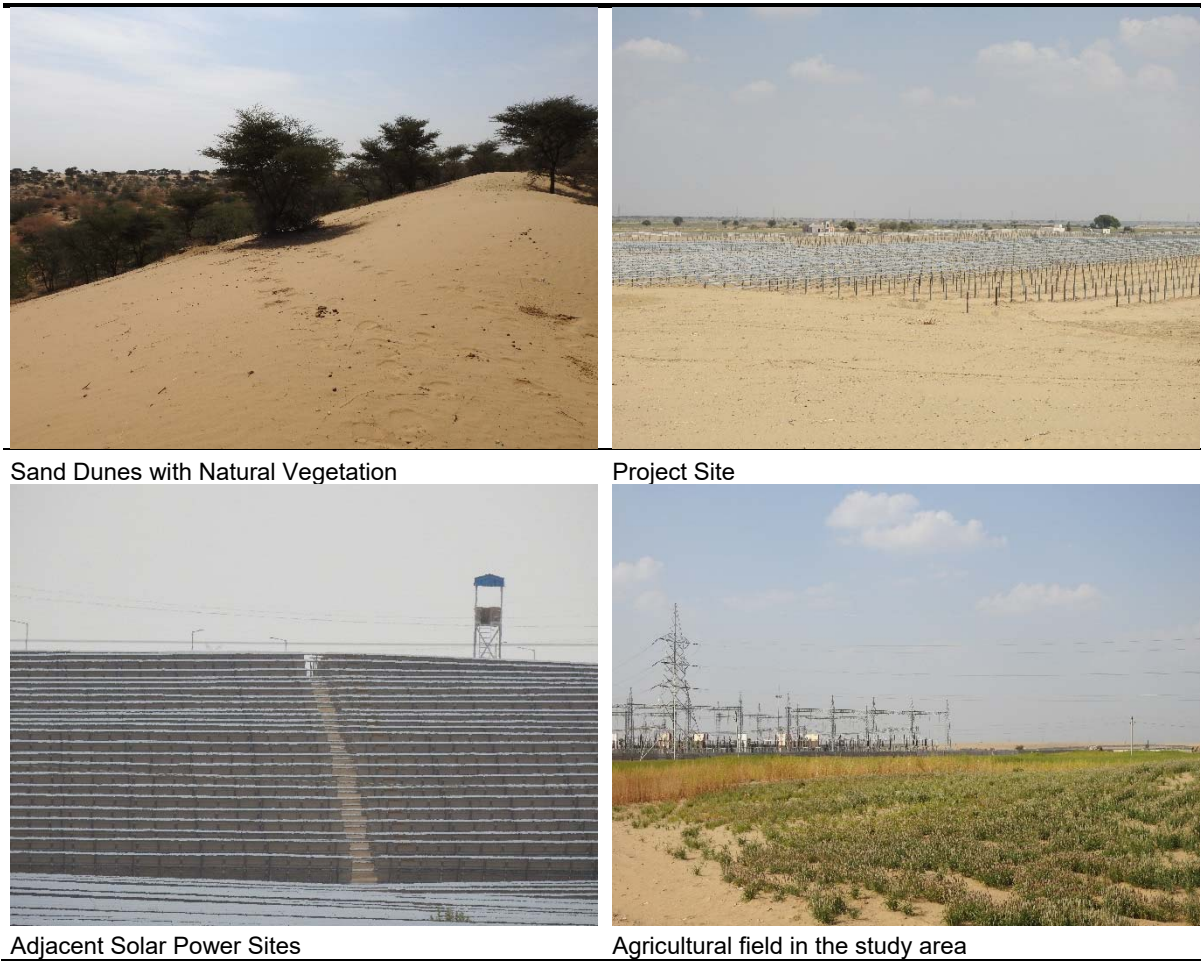 Sand Dunes with Natural Vegetation
Project Site
Adjacent Solar Power Sites
Agricultural field in the study area